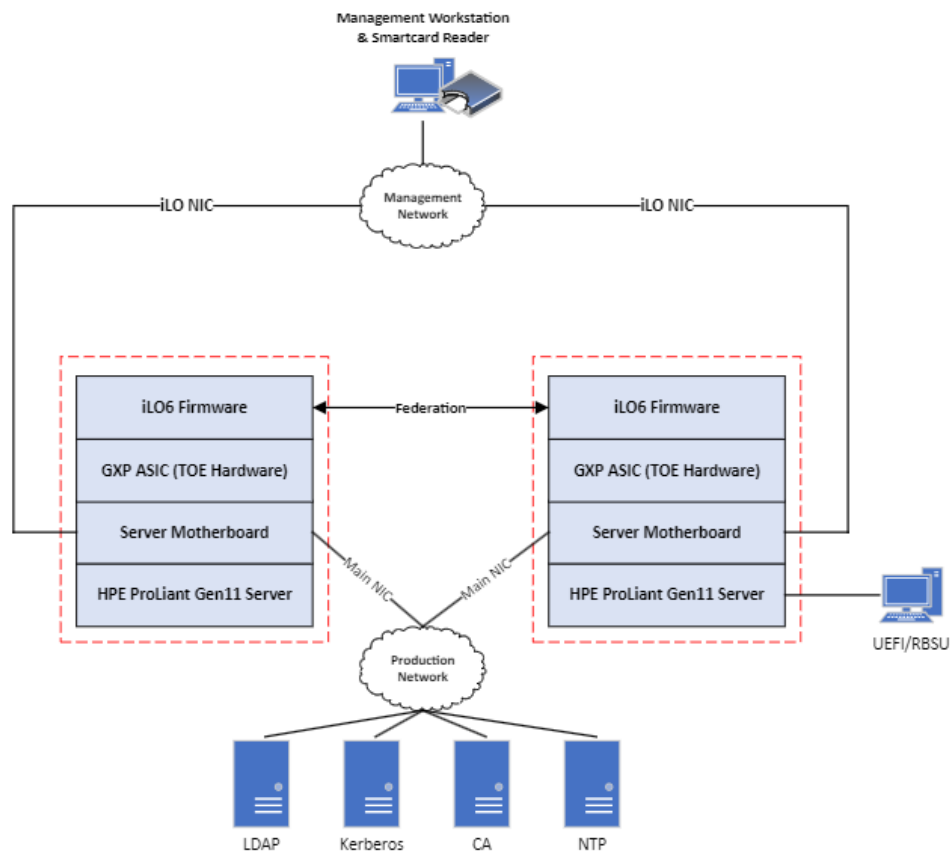 Management Workstation
& Smartcard Reader
Management
Network
iLO NIC
iLO NIC
iLO6 Firmware
GXP ASIC (TOE Hardware)
Server Motherboard
HPE ProLiant Gen11 Server
Federation
iLO6 Firmware
GXP ASIC (TOE Hardware)
Server Motherboard
HPE ProLiant Gen11 Server
Main NIC
Main NIC
UEFI/RBSU
Production
Network
LDAP
Kerberos
CA
NTP